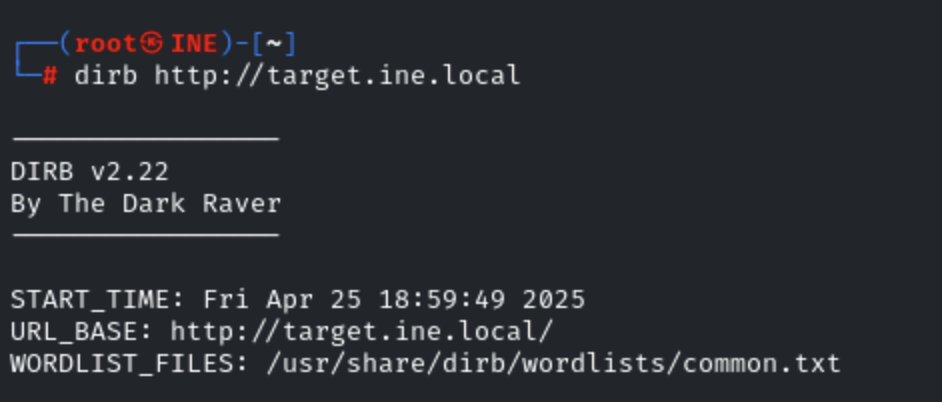 ┌──(root㉿INE)-[~]
└─# dirb http://target.ine.local
-----------------
DIRB v2.22
By The Dark Raver
-----------------
START_TIME: Fri Apr 25 18:59:49 2025
URL_BASE: http://target.ine.local/
WORDLIST_FILES: /usr/share/dirb/wordlists/common.txt